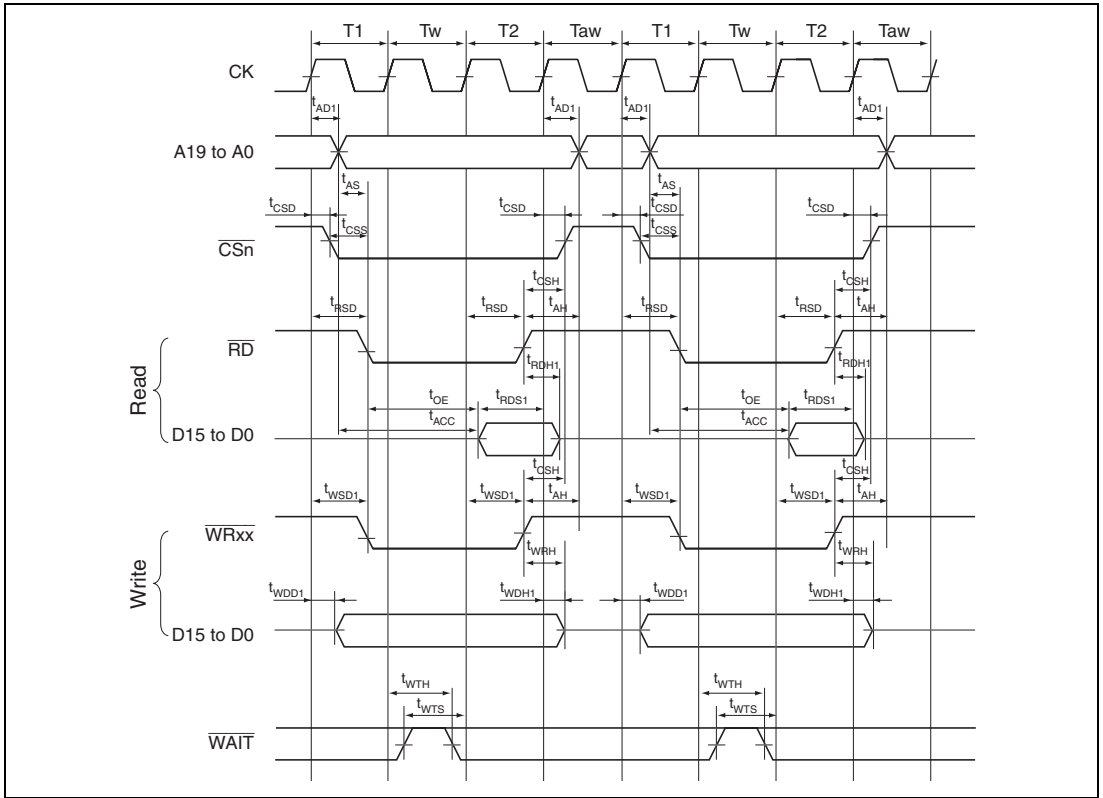 T1 Tw T2 Taw T1 Tw T2 Taw
CK
tAD1 tAD1 tAD1 tAD1
A19 to A0
tAS tAS
tCSD tCSD tCSD tCSD
tCSS tCSS
CSn
tCSH tCSH
tRSD tRSD tAH tRSD tRSD tAH
RD
tRDH1 tRDH1
Read
tOE tRDS1 tOE tRDS1
tACC tACC
D15 to D0
tCSH tCSH
tWSD1 tWSD1 tAH tWSD1 tWSD1 tAH
WRxx
tWRH tWRH
Write
tWDD1 tWDH1 tWDD1 tWDH1
D15 to D0
tWTH tWTH
tWTS tWTS
WAIT